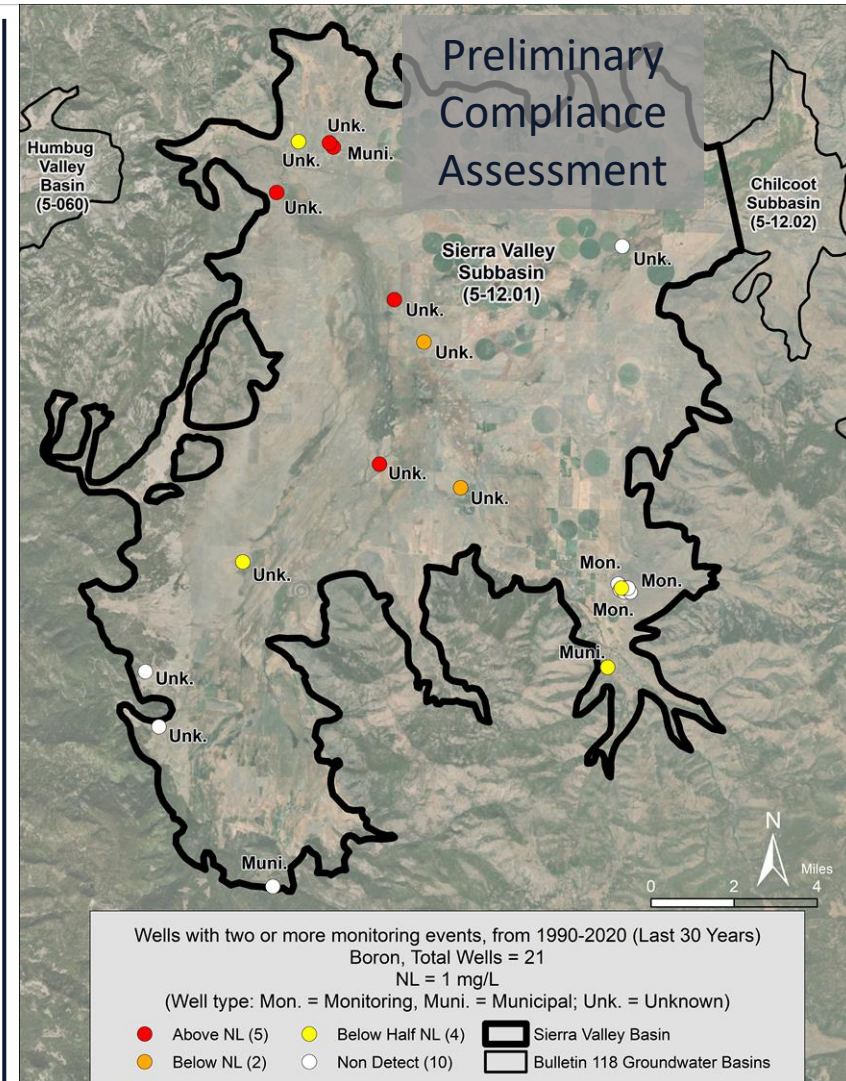 Preliminary
Compliance
Assessment
Humbug
Valley
Basin
(5-060)
Unk.
Unk.
Muni.
Unk.
Chilcoot
Subbasin
(5-12.02)
Sierra Valley
Subbasin
(5-12.01)
Unk.
Unk.
Unk.
Unk.
Unk.
Unk.
Mon.
Mon.
Mon.
Muni.
Unk.
Unk.
Muni.
N
Miles
0 2 4
Wells with two or more monitoring events, from 1990-2020 (Last 30 Years)
Boron, Total Wells = 21
NL = 1 mg/L
(Well type: Mon. = Monitoring, Muni. = Municipal; Unk. = Unknown)
Above NL (5) Below Half NL (4) Sierra Valley Basin
Below NL (2) Non Detect (10) Bulletin 118 Groundwater Basins